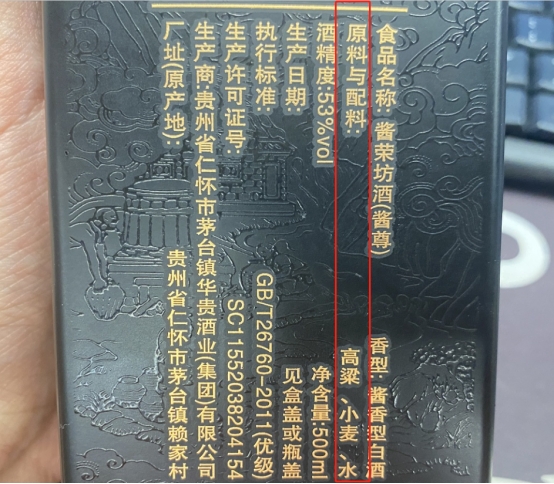 食品名称:酱荣坊酒(酱尊) 香型:酱香型白酒
原料与配料: 高粱、小麦、水
酒精度:53%vol 净含量:500ml
生产日期: 见盒盖或瓶盖
执行标准: GB/T26760-2011(优级)
生产许可证号: SC11552038204154
生产商:贵州省仁怀市茅台镇华贵酒业(集团)有限公司
厂址(原产地): 贵州省仁怀市茅台镇赖家村